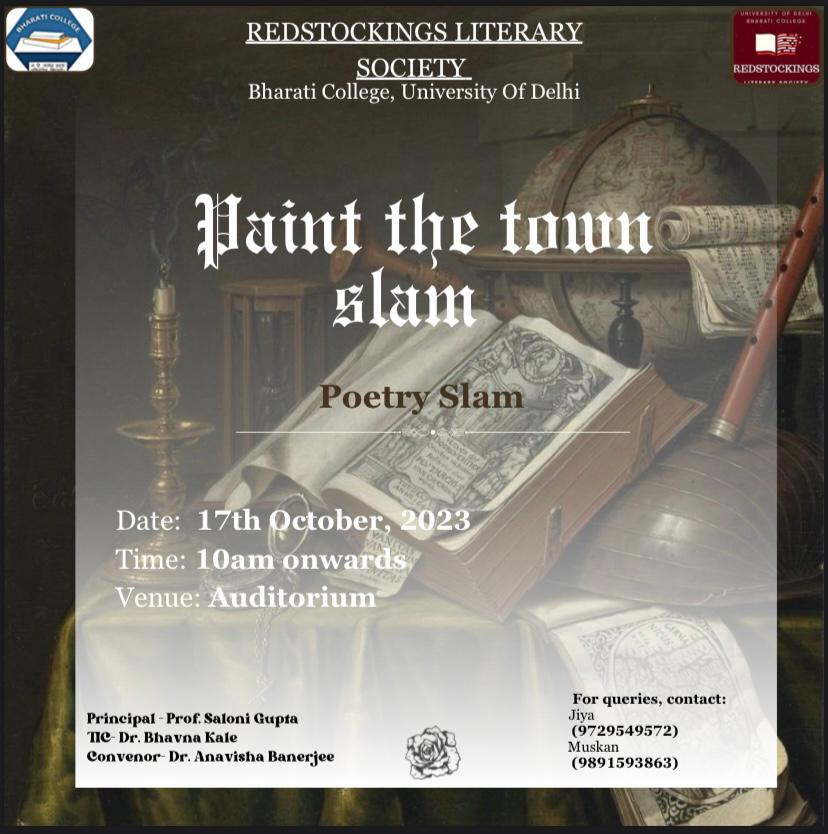 BHARATI COLLEGE
UNIVERSITY OF DELHI
BHARATI COLLEGE
REDSTOCKINGS
LITERARY SOCIETY
REDSTOCKINGS LITERARY
SOCIETY
Bharati College, University Of Delhi
Paint the town
slam
Poetry Slam
Date: 17th October, 2023
Time: 10am onwards
Venue: Auditorium
Principal - Prof. Saloni Gupta
TIC- Dr. Bhavna Kale
Convenor- Dr. Anavisha Banerjee
For queries, contact:
Jiya
(9729549572)
Muskan
(9891593863)